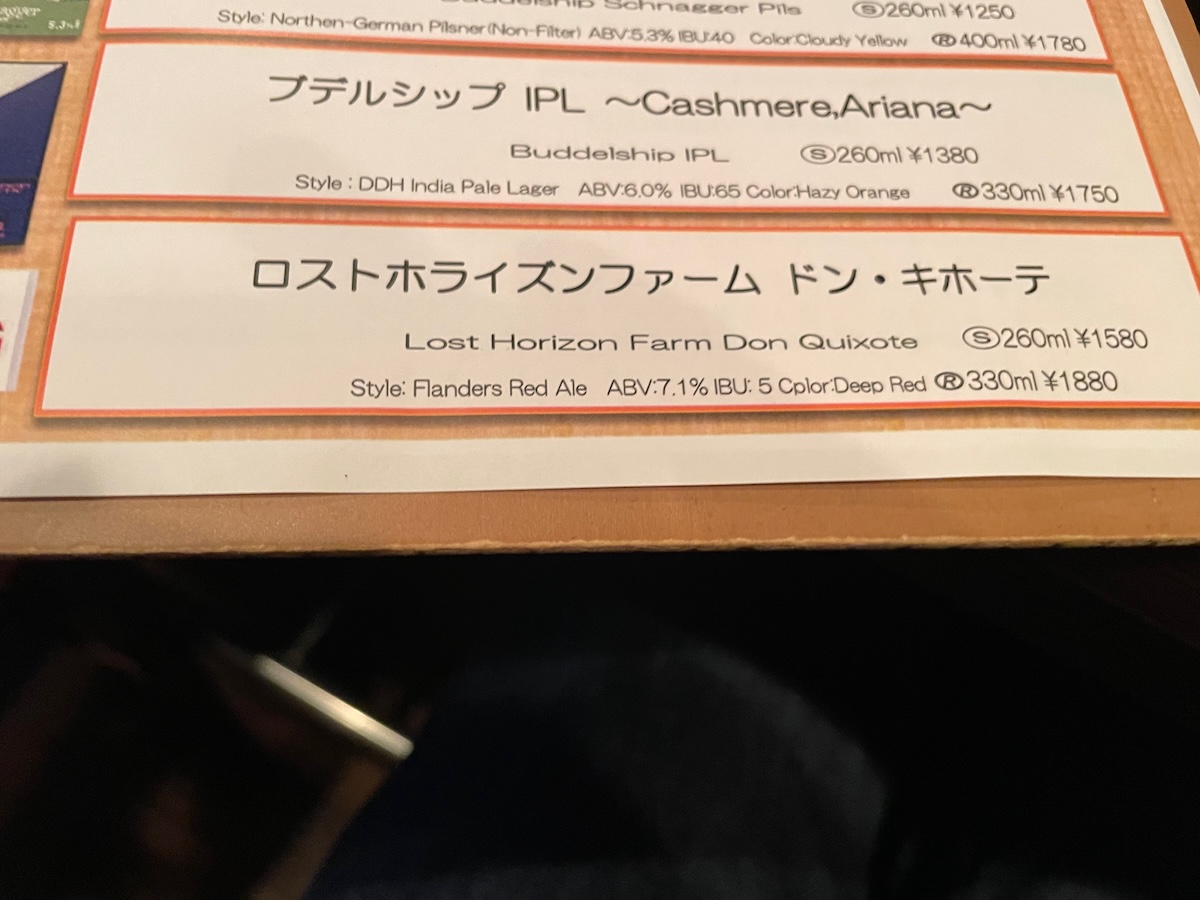 Schnagger Pils Ⓢ260ml ¥1250
Style: Northen-German Pilsner(Non-Filter) ABV:5.3% IBU:40 Color:Cloudy Yellow Ⓡ400ml ¥1780
ブデルシップ IPL ～Cashmere,Ariana～
Buddelship IPL Ⓢ260ml ¥1380
Style : DDH India Pale Lager ABV:6.0% IBU:65 Color:Hazy Orange Ⓡ330ml ¥1750
ロストホライズンファーム ドン・キホーテ
Lost Horizon Farm Don Quixote Ⓢ260ml ¥1580
Style: Flanders Red Ale ABV:7.1% IBU: 5 Cplor:Deep Red Ⓡ330ml ¥1880